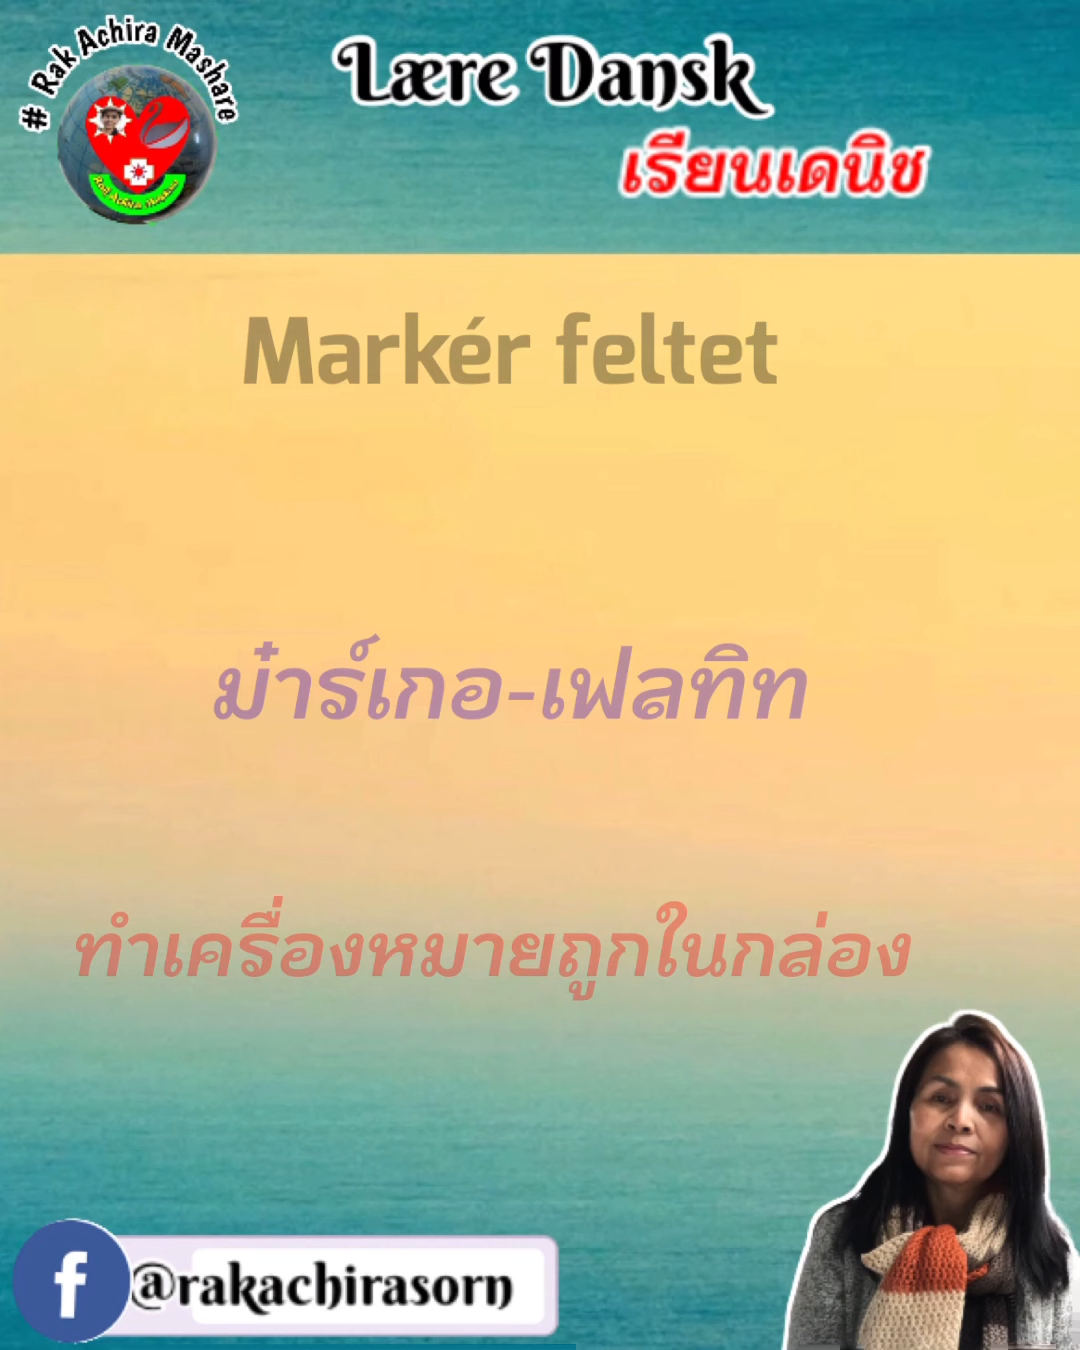 # Rak Achira Mashare
Lære Dansk
เรียนเดนิช
Markér feltet
ม๋าร์เกอ-เฟลทิท
ทำเครื่องหมายถูกในกล่อง
f @rakachirasorn